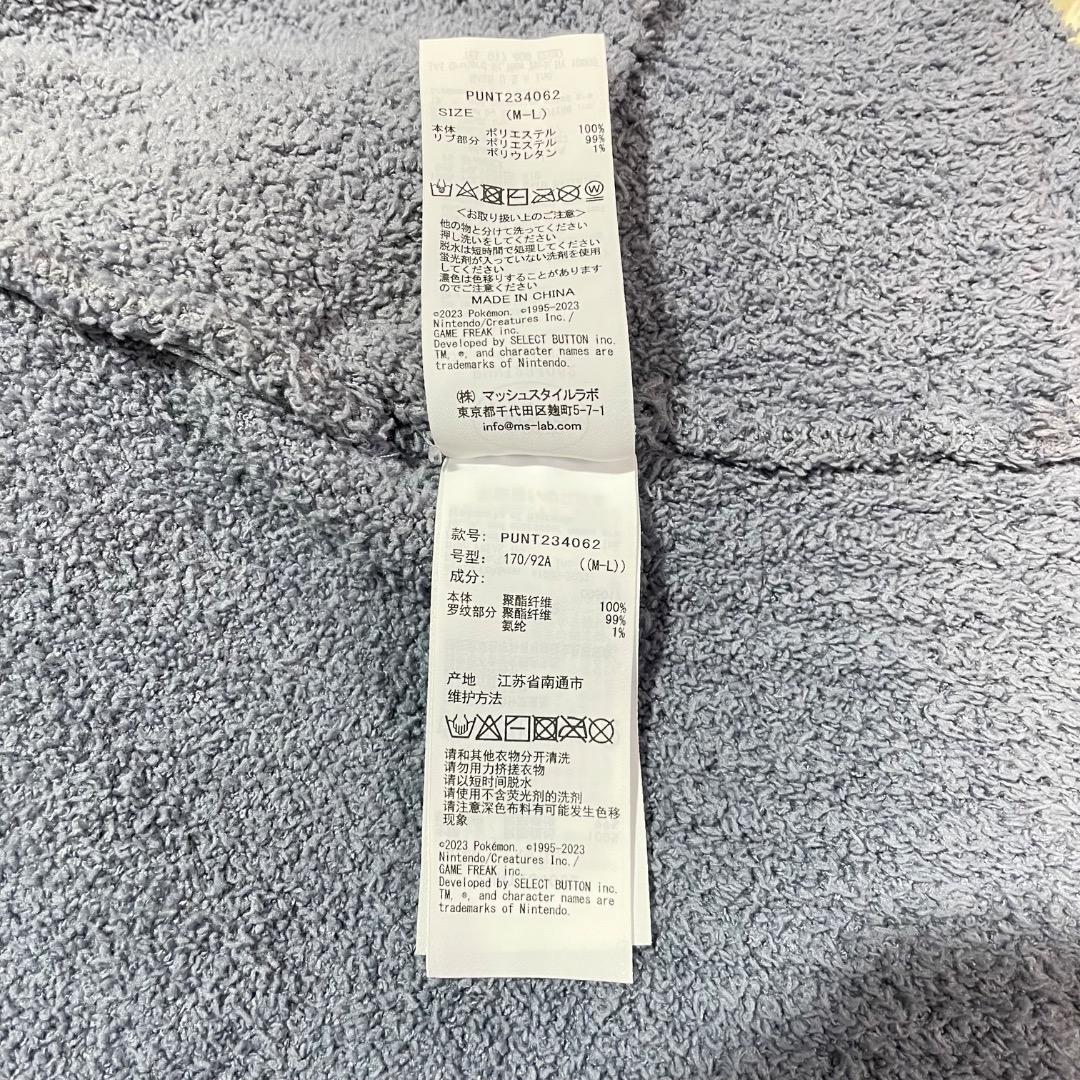 PUNT234062
SIZE (M-L)
本体 ポリエステル 100%
リブ部分 ポリエステル 99%
ポリウレタン 1%
W
<お取り扱い上のご注意>
他の物と分けて洗ってください
押し洗いをしてください
脱水は短時間で処理してください
蛍光剤が入っていない洗剤を使用
してください
濃色は色移りすることがあります
のでご注意ください
MADE IN CHINA
©2023 Pokémon. ©1995-2023
Nintendo/Creatures Inc./
GAME FREAK inc.
Developed by SELECT BUTTON inc.
TM, ®, and character names are
trademarks of Nintendo.
(株) マッシュスタイルラボ
東京都千代田区麹町5-7-1
info@ms-lab.com
款号: PUNT234062
号型: 170/92A ((M-L))
成分:
本体 聚酯纤维 100%
罗纹部分 聚酯纤维 99%
氨纶 1%
产地 江苏省南通市
维护方法
请和其他衣物分开清洗
请勿用力挤搓衣物
请以短时间脱水
请使用不含荧光剂的洗剂
请注意深色布料有可能发生色移
现象
©2023 Pokémon. ©1995-2023
Nintendo/Creatures Inc./
GAME FREAK inc.
Developed by SELECT BUTTON inc.
TM, ®, and character names are
trademarks of Nintendo.